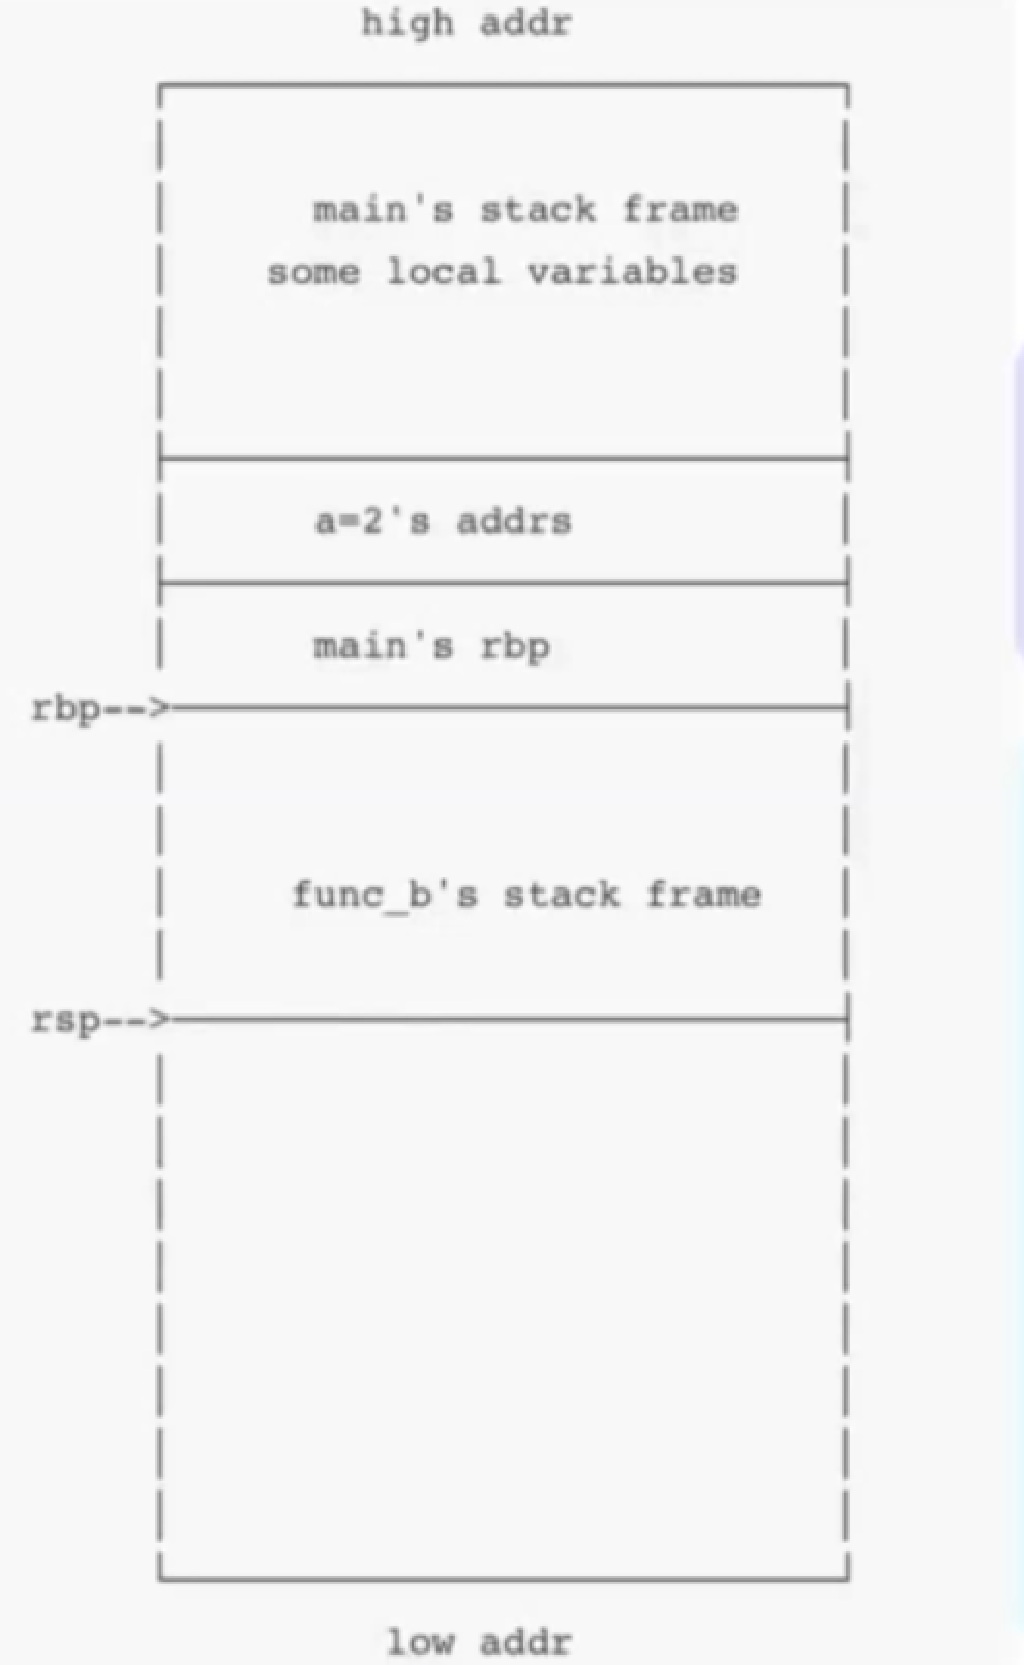 high addr
main's stack frame
some local variables
a=2's addrs
main's rbp
rbp-->
func_b's stack frame
rsp-->
low addr